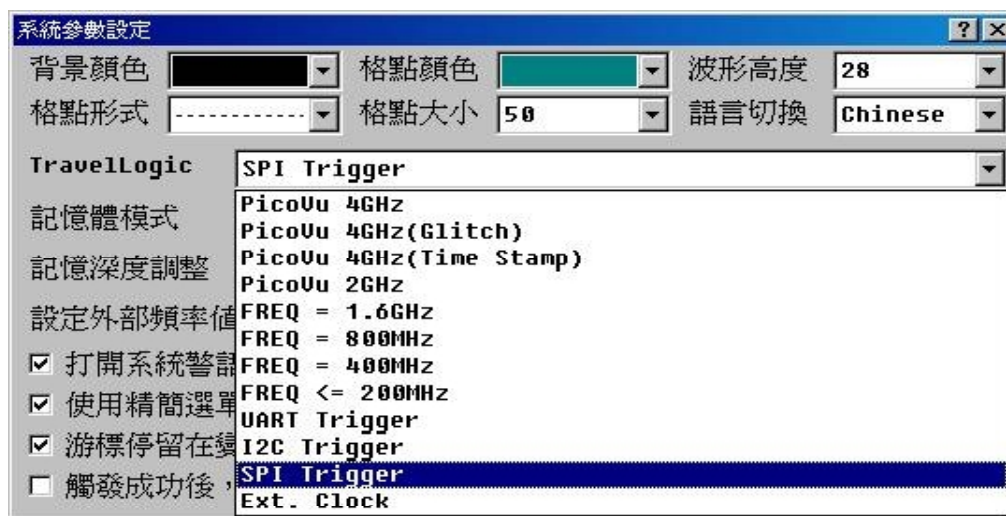 系統參數設定
背景顏色 格點顏色 波形高度 28
格點形式 格點大小 50 語言切換 Chinese
TravelLogic SPI Trigger
記憶體模式
記憶深度調整
設定外部頻率值
打開系統警語
使用精簡選單
游標停留在變
觸發成功後，
PicoVu 4GHz
PicoVu 4GHz(Glitch)
PicoVu 4GHz(Time Stamp)
PicoVu 2GHz
FREQ = 1.6GHz
FREQ = 800MHz
FREQ = 400MHz
FREQ <= 200MHz
UART Trigger
I2C Trigger
SPI Trigger
Ext. Clock